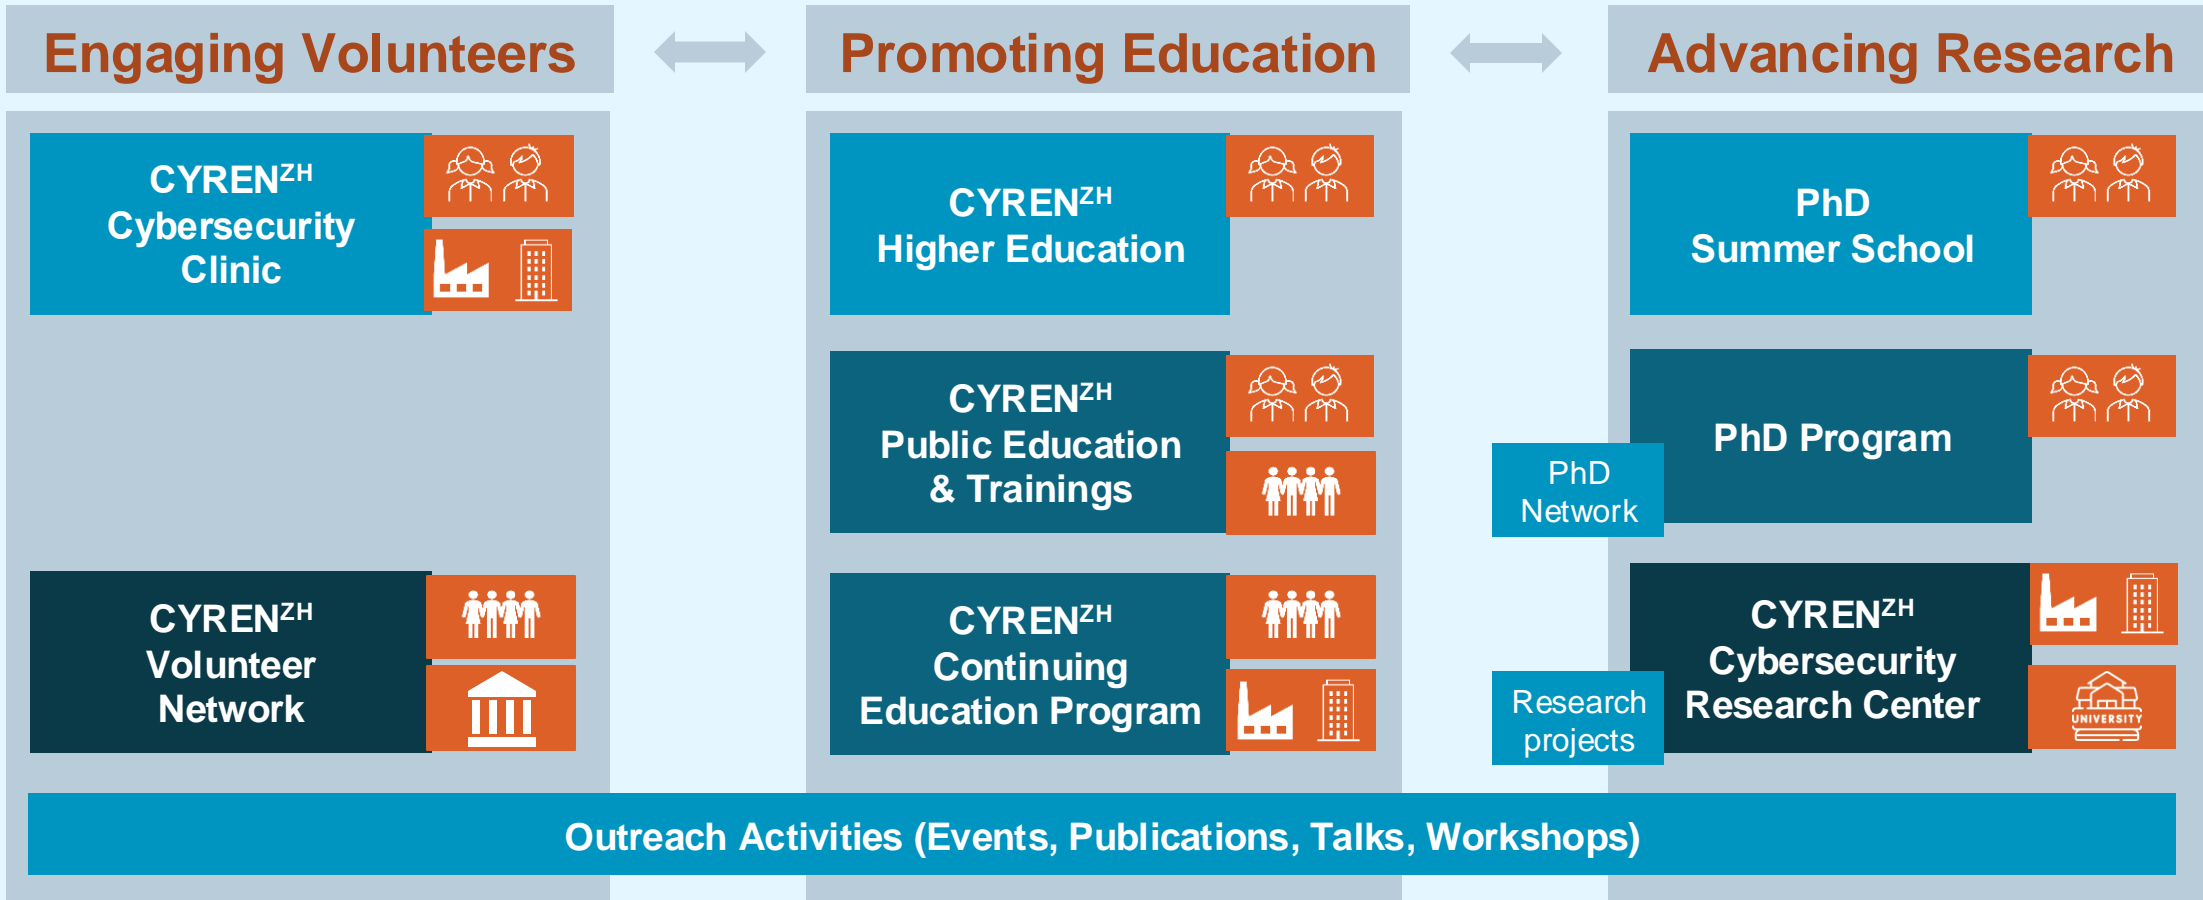 Engaging Volunteers
Promoting Education
Advancing Research
CYRENᶻᴴ
Cybersecurity
Clinic
CYRENᶻᴴ
Volunteer
Network
CYRENᶻᴴ
Higher Education
CYRENᶻᴴ
Public Education
& Trainings
CYRENᶻᴴ
Continuing
Education Program
PhD
Summer School
PhD Program
PhD
Network
CYRENᶻᴴ
Cybersecurity
Research Center
UNIVERSITY
Research
projects
Outreach Activities (Events, Publications, Talks, Workshops)